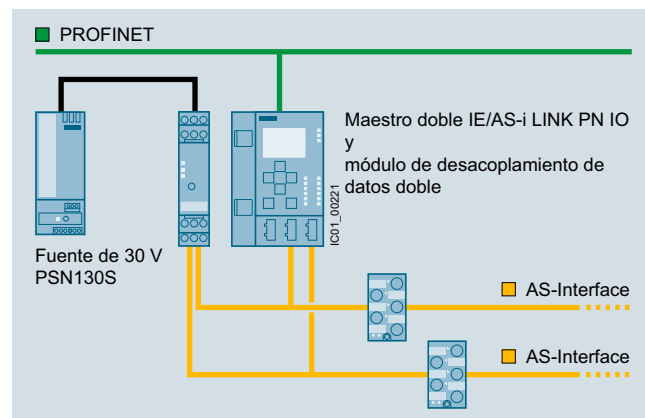 PROFINET
Maestro doble IE/AS-i LINK PN IO
y
módulo de desacoplamiento de
datos doble
IC01_00221
Fuente de 30 V
PSN130S
AS-Interface
AS-Interface